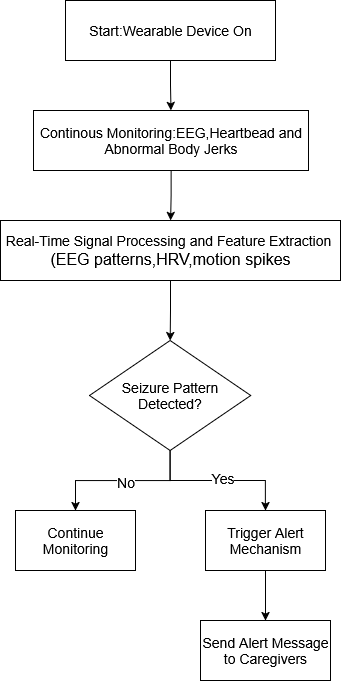 Start:Wearable Device On
Continous Monitoring:EEG,Heartbead and
Abnormal Body Jerks
Real-Time Signal Processing and Feature Extraction
(EEG patterns,HRV,motion spikes
Seizure Pattern
Detected?
No
Yes
Continue
Monitoring
Trigger Alert
Mechanism
Send Alert Message
to Caregivers